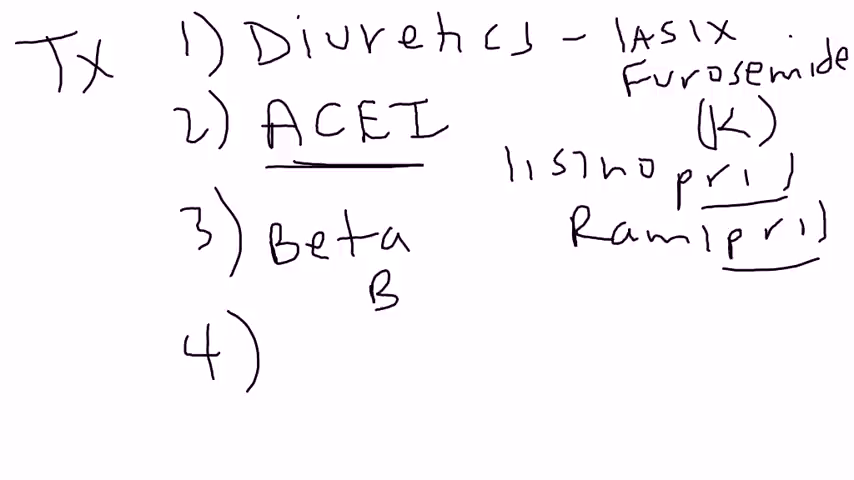 Tx 1) Diuretics - lASIX
Furosemide
(K)
2) ACEI
lisinopril
Ramipril
3) Beta
B
4)